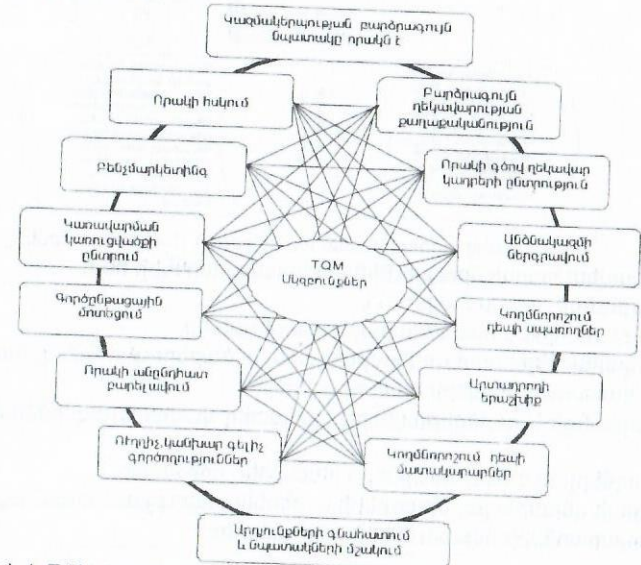 Կազմակերպության բարձրագույն
նպատակը որակն է
Որակի հսկում
Բարձրագույն
ղեկավարության
քաղաքականություն
Բենչմարկետինգ
Որակի գծով ղեկավար
կադրերի ընտրություն
Կառավարման
կառուցվածքի
ընտրում
Անձնակազմի
ներգրավում
TQM
Սկզբունքներ
Գործընթացային
մոտեցում
Կողմնորոշում
դեպի սպառողներ
Որակի անընդհատ
բարելավում
Արտադրողի
երաշխիք
Ուղղիչ,կանխար գելիչ
գործողություններ
Կողմնորոշում դեպի
մատակարարներ
Արդյունքների գնահատում
և նպատակների մշակում